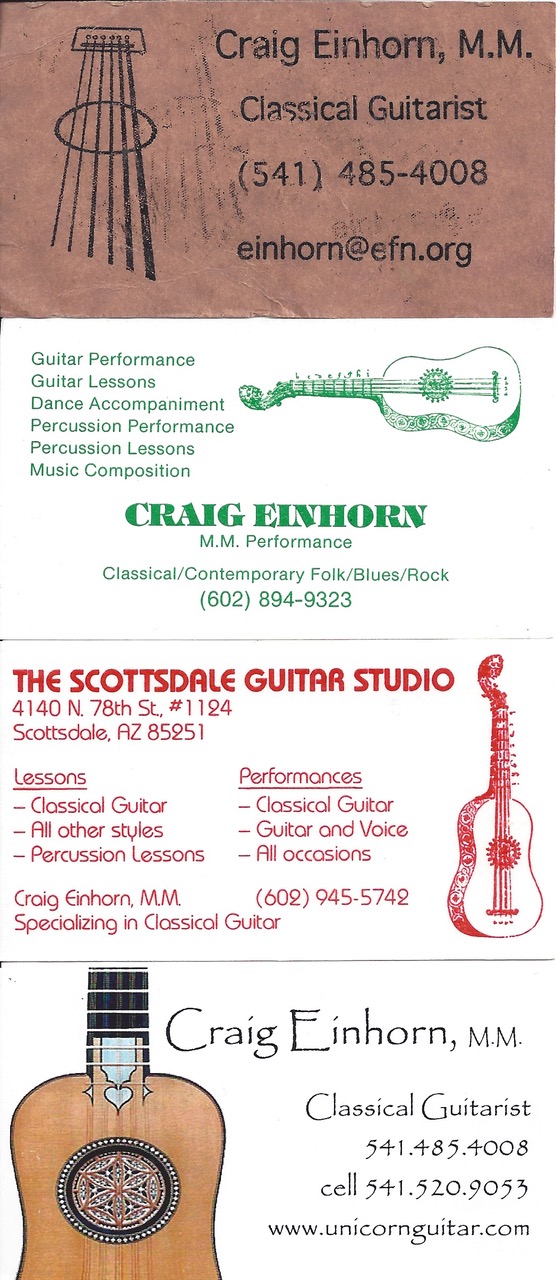 Craig Einhorn, M.M.
Classical Guitarist
(541) 485-4008
einhorn@efn.org
Guitar Performance
Guitar Lessons
Dance Accompaniment
Percussion Performance
Percussion Lessons
Music Composition
CRAIG EINHORN
M.M. Performance
Classical/Contemporary Folk/Blues/Rock
(602) 894-9323
THE SCOTTSDALE GUITAR STUDIO
4140 N. 78th St., #1124
Scottsdale, AZ 85251
Lessons
– Classical Guitar
– All other styles
– Percussion Lessons
Performances
– Classical Guitar
– Guitar and Voice
– All occasions
Craig Einhorn, M.M. (602) 945-5742
Specializing in Classical Guitar
Craig Einhorn, M.M.
Classical Guitarist
541.485.4008
cell 541.520.9053
www.unicornguitar.com